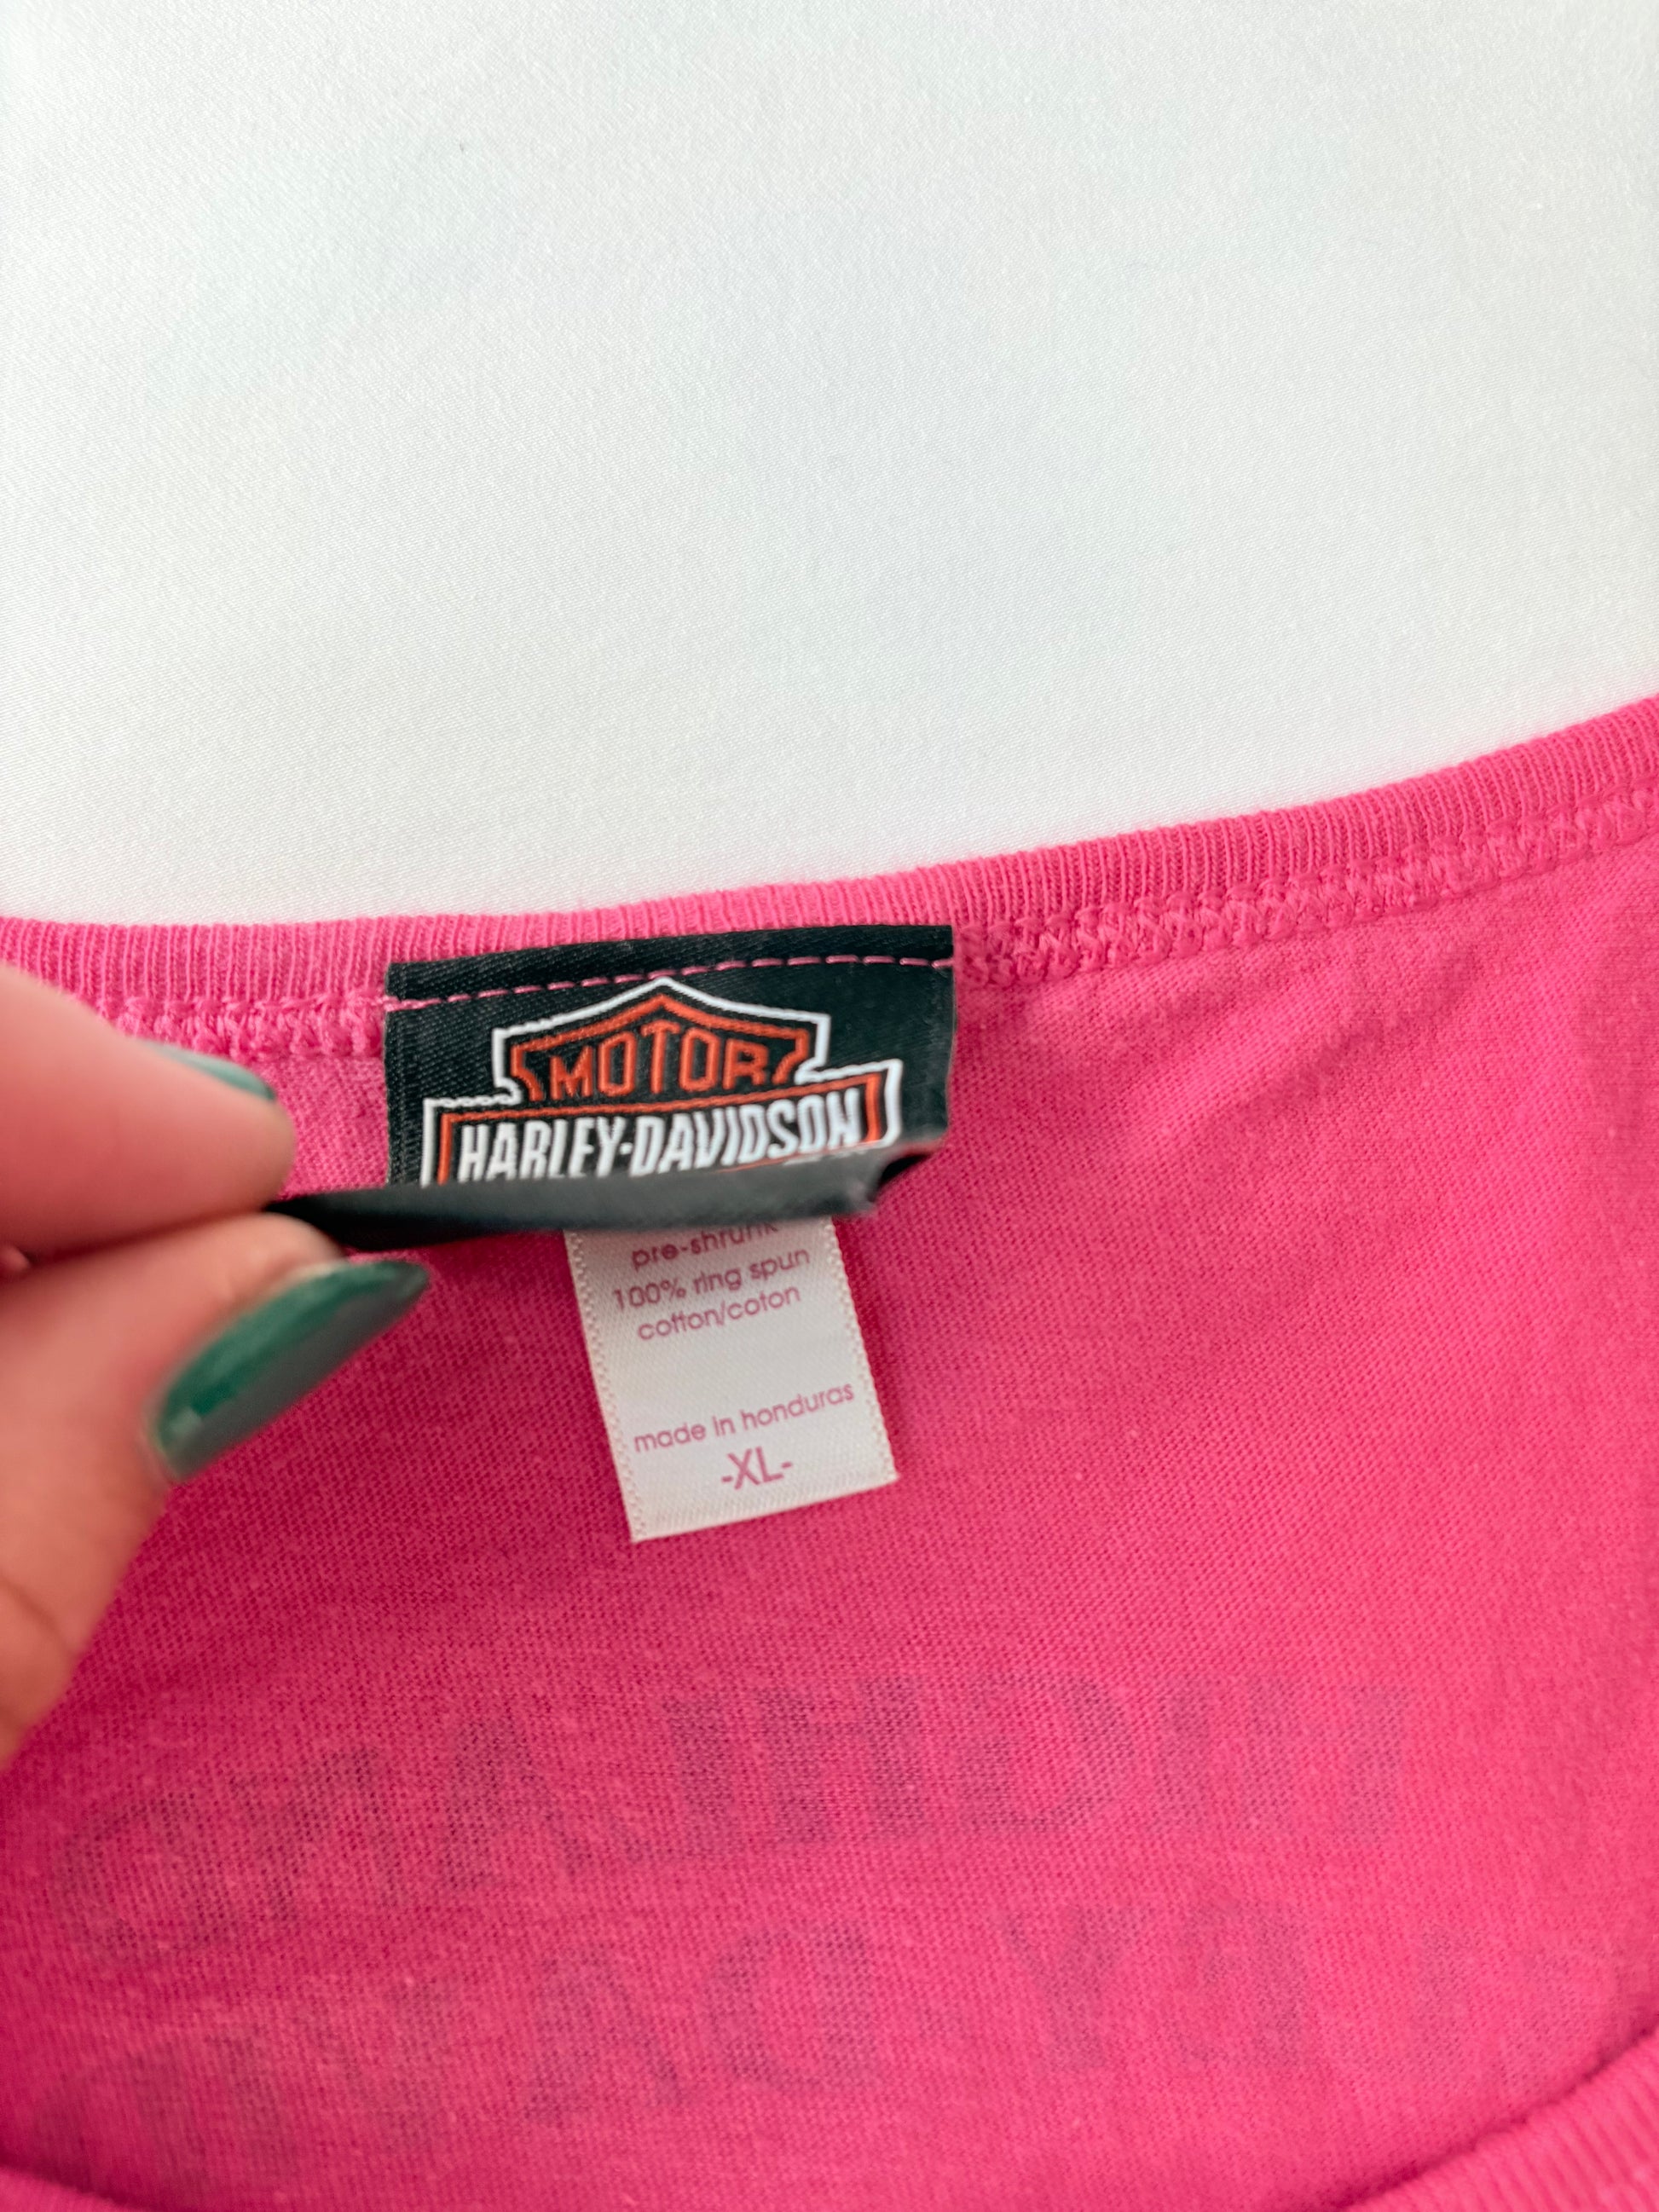 MOTOR
HARLEY-DAVIDSON
pre-shrunk
100% ring spun
cotton/coton
made in honduras
-XL-